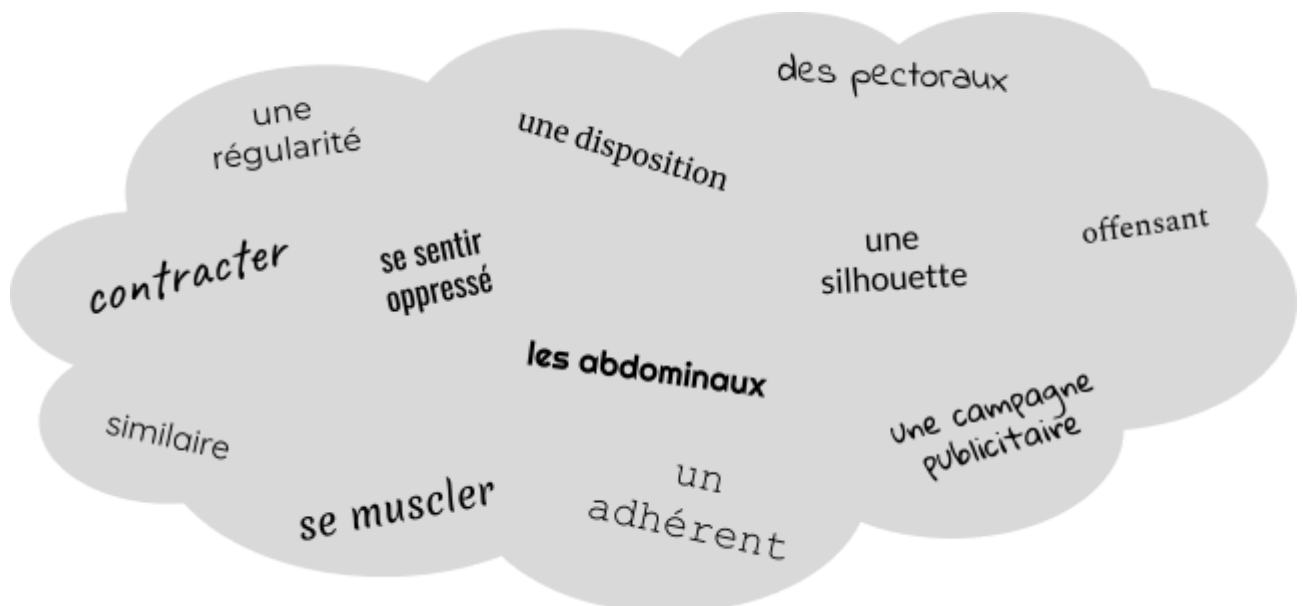 des pectoraux
une
régularité
une disposition
offensant
une
silhouette
contracter
se sentir
oppressé
les abdominaux
une campagne
publicitaire
similaire
se muscler
un
adhérent